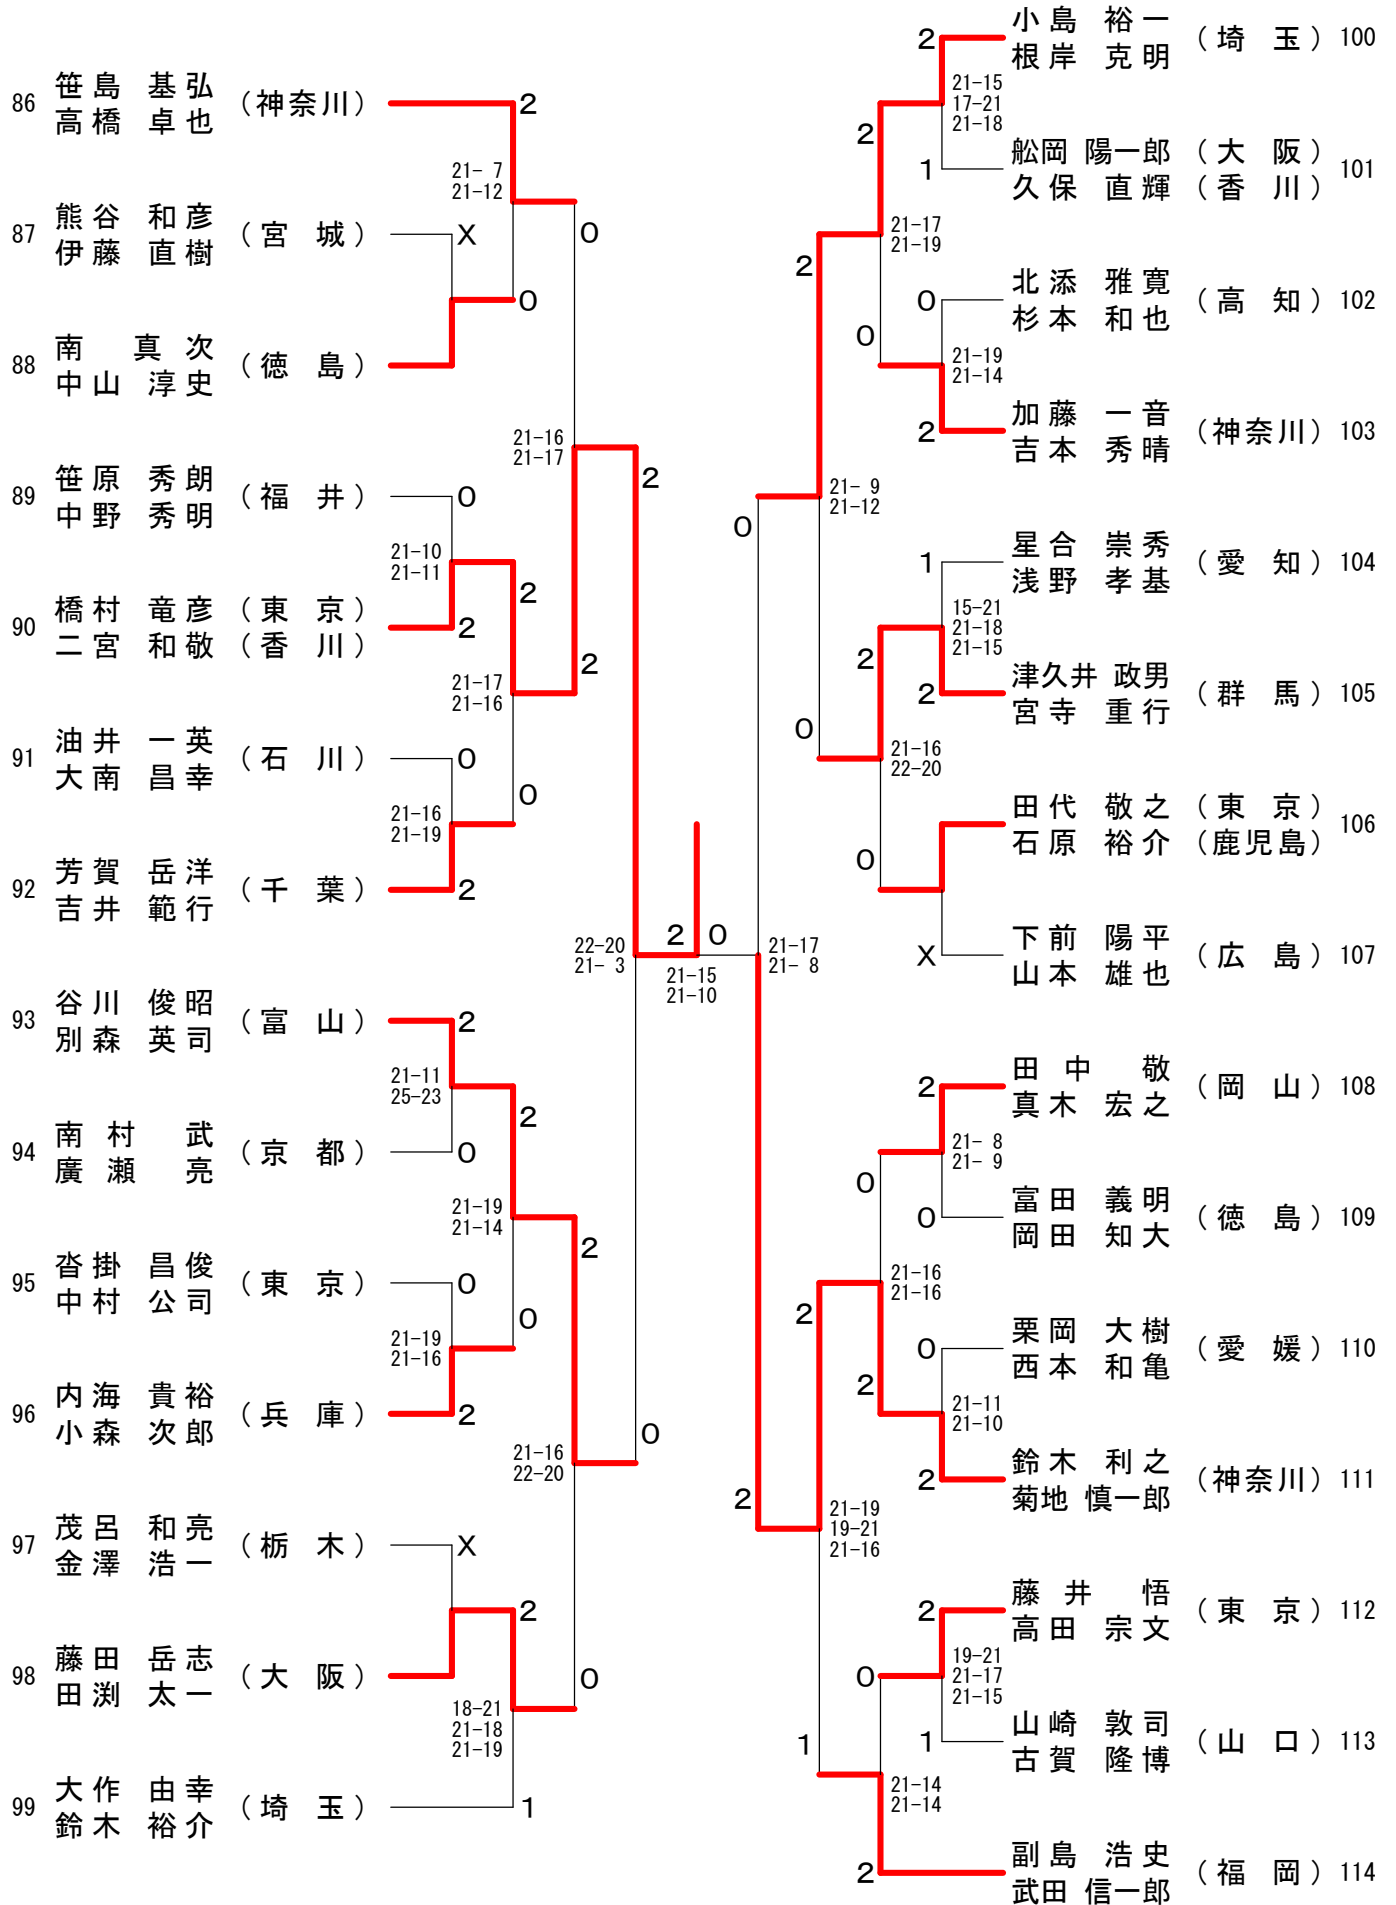 86 笹島 基弘 (神奈川) 2
高橋 卓也
21- 7
21-12
87 熊谷 和彦 (宮城) X
伊藤 直樹
0
0
88 南 真次 (徳島)
中山 淳史
21-16
21-17
2
89 笹原 秀朗 (福井) 0
中野 秀明
21-10
21-11
2
90 橋村 竜彦 (東京) 2
二宮 和敬 (香川)
2
21-17
21-16
91 油井 一英 (石川) 0
大南 昌幸
21-16
21-19
0
92 芳賀 岳洋 (千葉) 2
吉井 範行
22-20
21- 3
93 谷川 俊昭 (富山) 2
別森 英司
21-11
25-23
2
94 南村 武 (京都) 0
廣瀬 亮
21-19
21-14
2
95 沓掛 昌俊 (東京) 0
中村 公司
21-19
21-16
0
96 内海 貴裕 (兵庫) 2
小森 次郎
0
21-16
22-20
97 茂呂 和亮 (栃木) X
金澤 浩一
2
98 藤田 岳志 (大阪)
田渕 太一
0
18-21
21-18
21-19
99 大作 由幸 (埼玉) 1
鈴木 裕介
2 0
21-15
21-10
2 小島 裕一 (埼玉) 100
根岸 克明
21-15
17-21
21-18
2
1 舩岡 陽一郎 (大阪) 101
久保 直輝 (香川)
21-17
21-19
2
0 北添 雅寛 (高知) 102
杉本 和也
0
21-19
21-14
2 加藤 一音 (神奈川) 103
吉本 秀晴
21- 9
21-12
0
1 星合 崇秀 (愛知) 104
浅野 孝基
15-21
21-18
21-15
2
2 津久井 政男 (群馬) 105
宮寺 重行
0
21-16
22-20
田代 敬之 (東京) 106
石原 裕介 (鹿児島)
0
X 下前 陽平 (広島) 107
山本 雄也
21-17
21- 8
2 田中 敬 (岡山) 108
真木 宏之
21- 8
21- 9
0
0 富田 義明 (徳島) 109
岡田 知大
21-16
21-16
2
0 栗岡 大樹 (愛媛) 110
西本 和亀
2
21-11
21-10
2 鈴木 利之 (神奈川) 111
菊地 慎一郎
2
21-19
19-21
21-16
2 藤井 悟 (東京) 112
高田 宗文
0
19-21
21-17
21-15
1 山崎 敦司 (山口) 113
古賀 隆博
1
21-14
21-14
2 副島 浩史 (福岡) 114
武田 信一郎